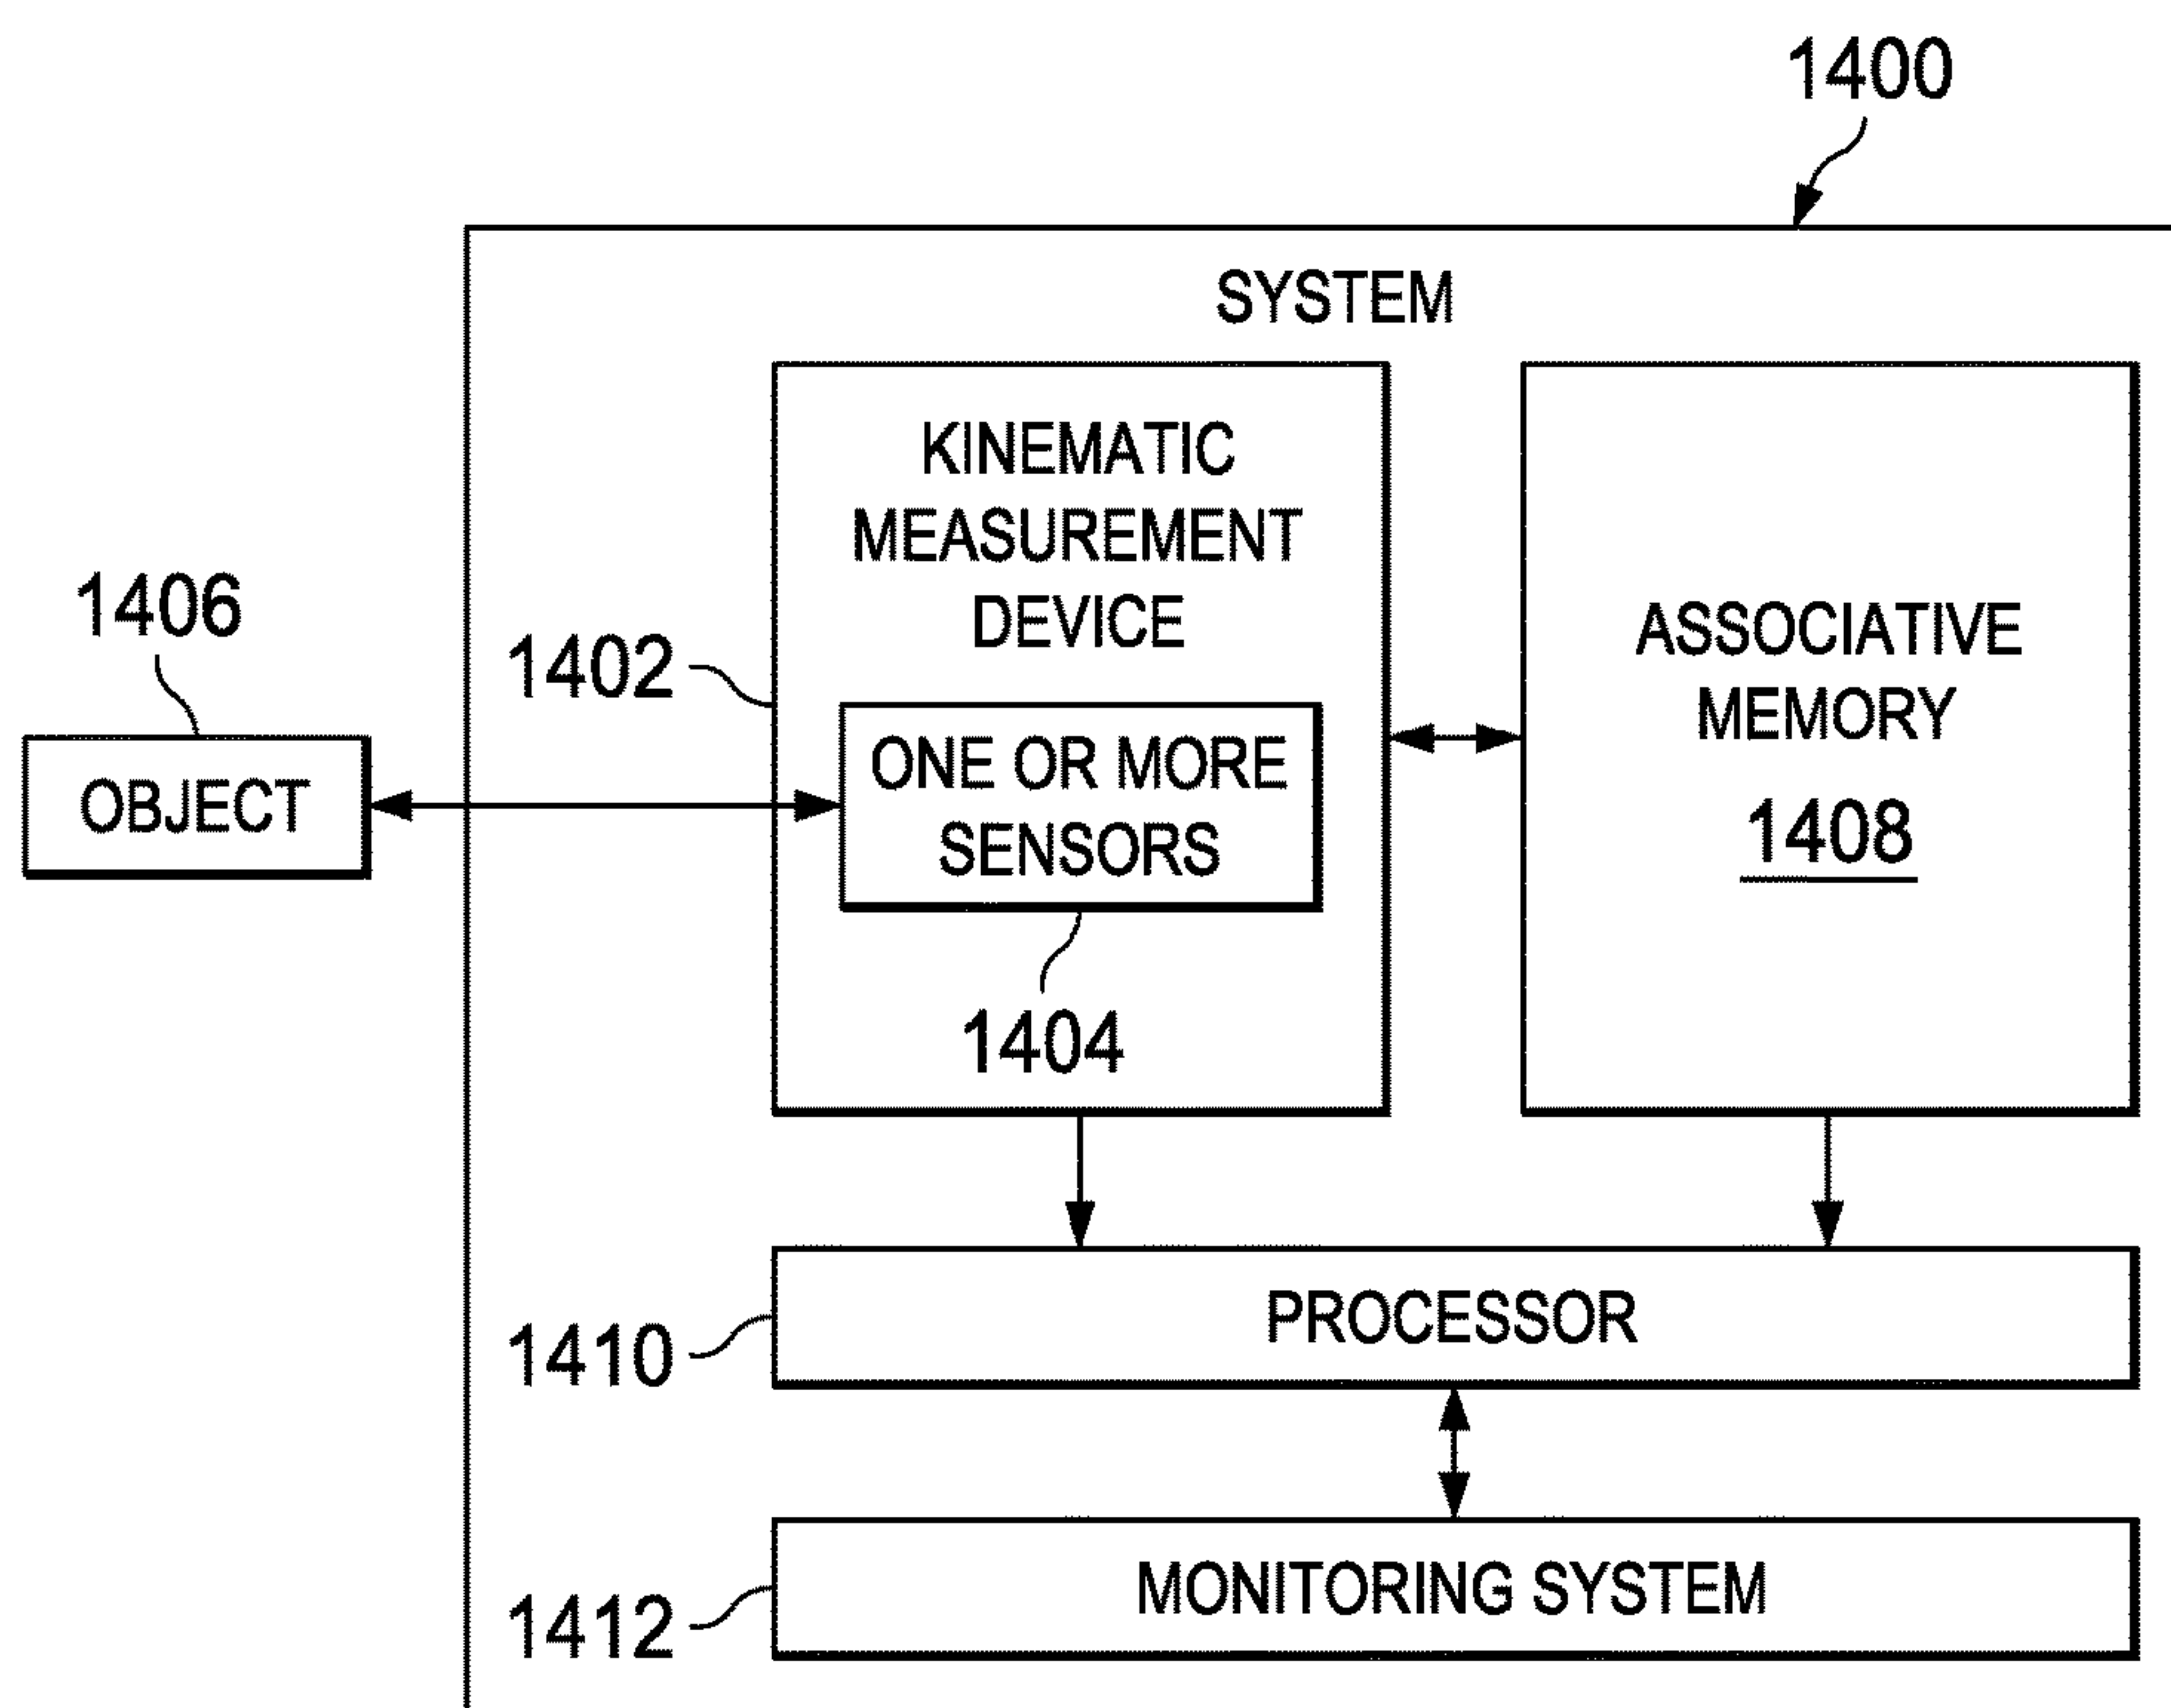 1400
SYSTEM
KINEMATIC
MEASUREMENT
DEVICE
1406
1402
ASSOCIATIVE
MEMORY
1408
OBJECT
ONE OR MORE
SENSORS
1404
PROCESSOR
1410
MONITORING SYSTEM
1412